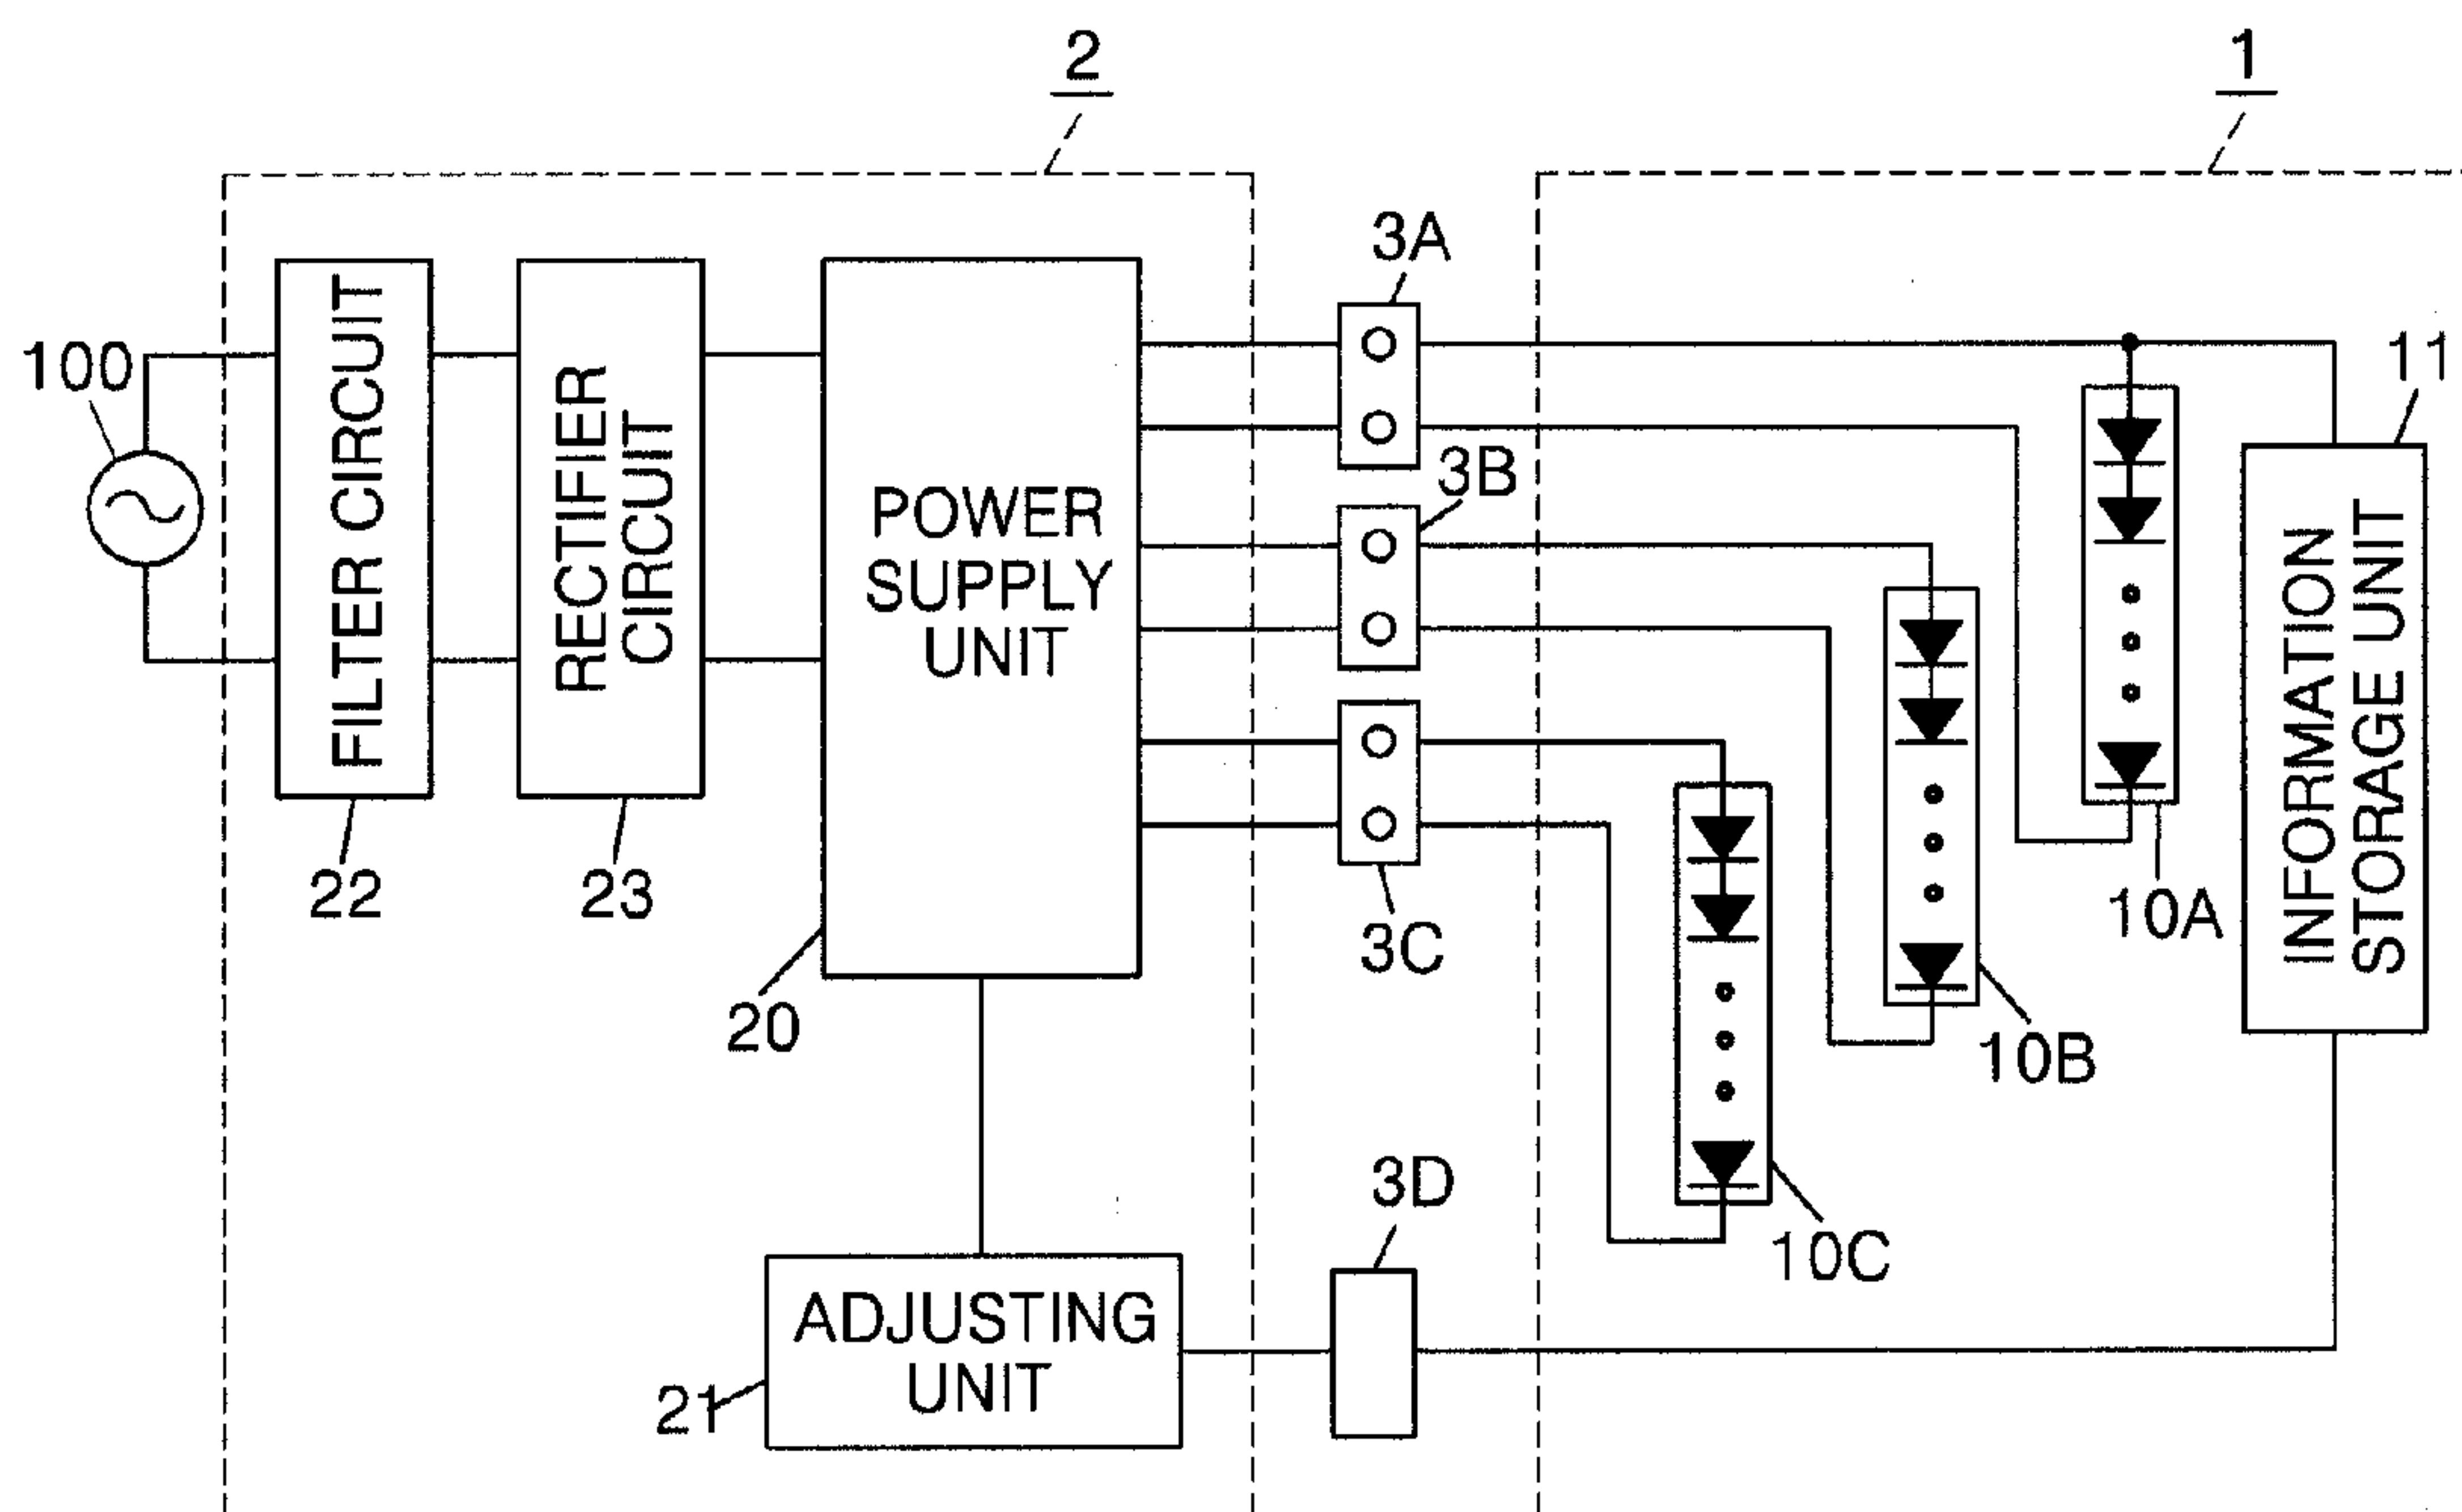 2
1
3A
100
11
FILTER CIRCUIT
RECTIFIER
CIRCUIT
POWER
SUPPLY
UNIT
3B
INFORMATION
STORAGE UNIT
22
23
10A
3C
20
10B
3D
10C
ADJUSTING
UNIT
21